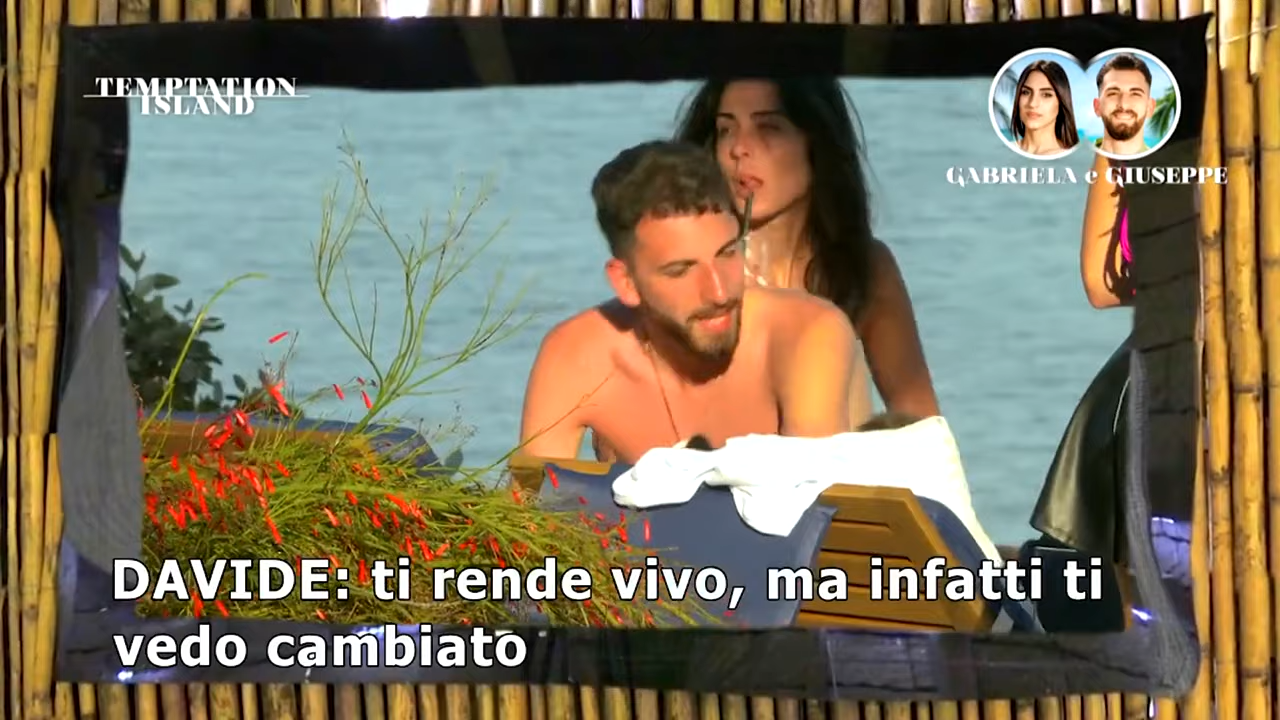 TEMPTATION
ISLAND
GABRIELA e GIUSEPPE
DAVIDE: ti rende vivo, ma infatti ti
vedo cambiato